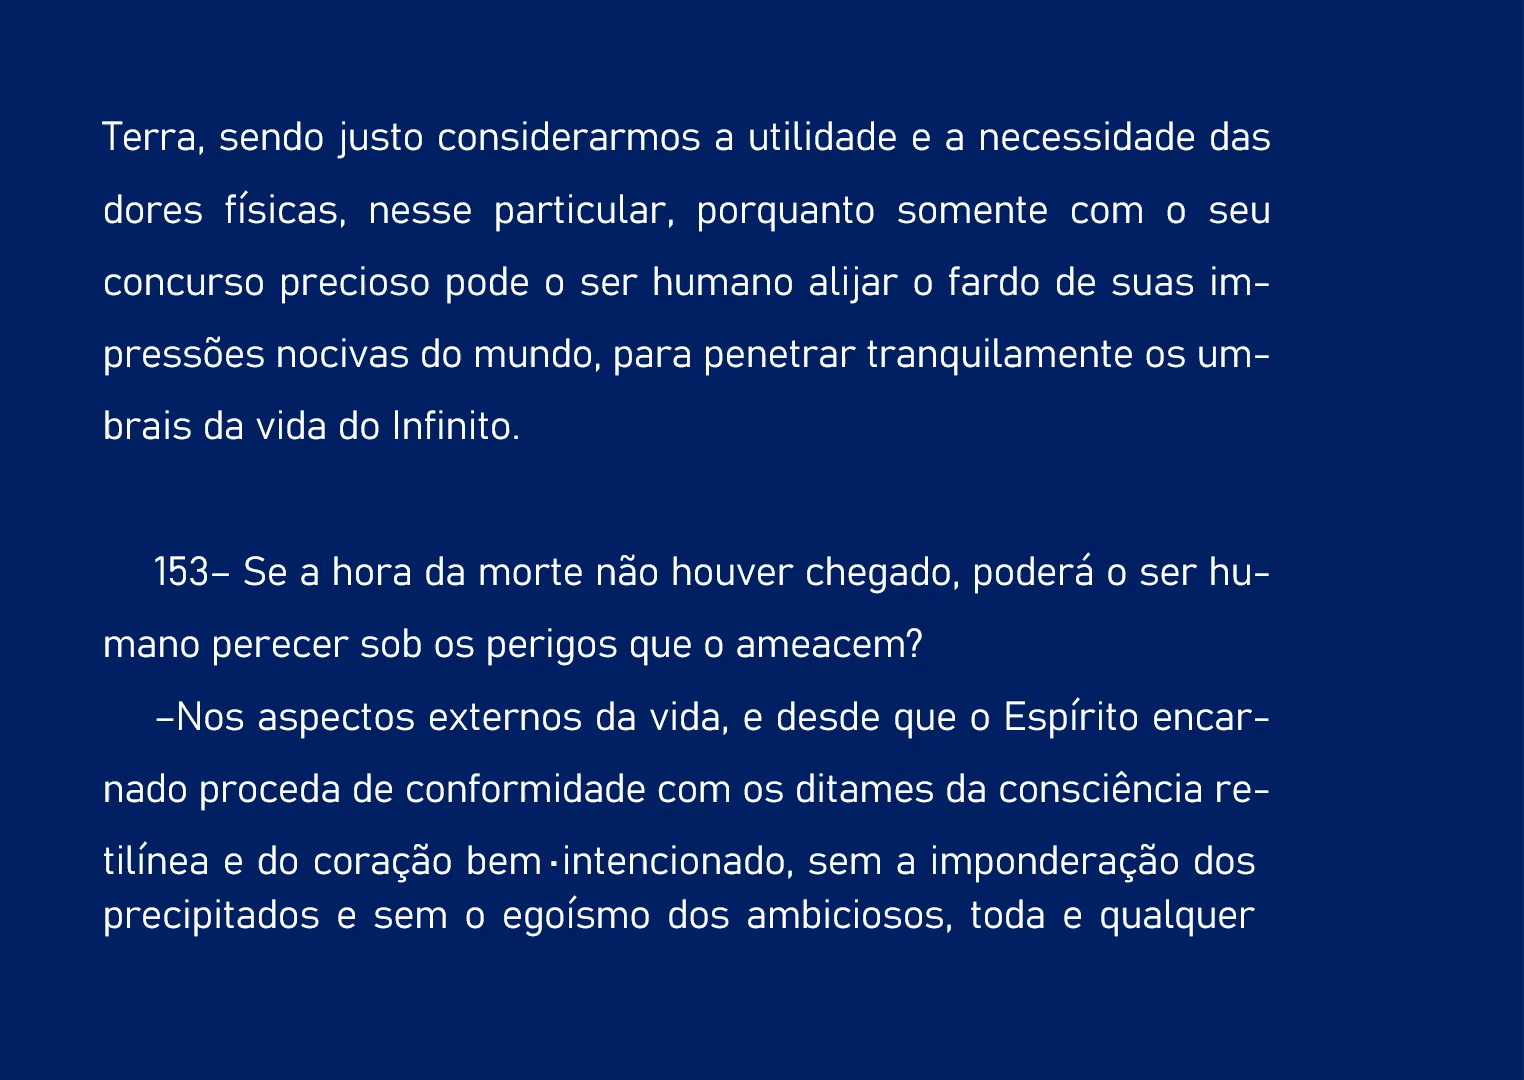 Terra, sendo justo considerarmos a utilidade e a necessidade das
dores físicas, nesse particular, porquanto somente com o seu
concurso precioso pode o ser humano alijar o fardo de suas im-
pressões nocivas do mundo, para penetrar tranquilamente os um-
brais da vida do Infinito.
153– Se a hora da morte não houver chegado, poderá o ser hu-
mano perecer sob os perigos que o ameacem?
–Nos aspectos externos da vida, e desde que o Espírito encar-
nado proceda de conformidade com os ditames da consciência re-
tilínea e do coração bem·intencionado, sem a imponderação dos
precipitados e sem o egoísmo dos ambiciosos, toda e qualquer